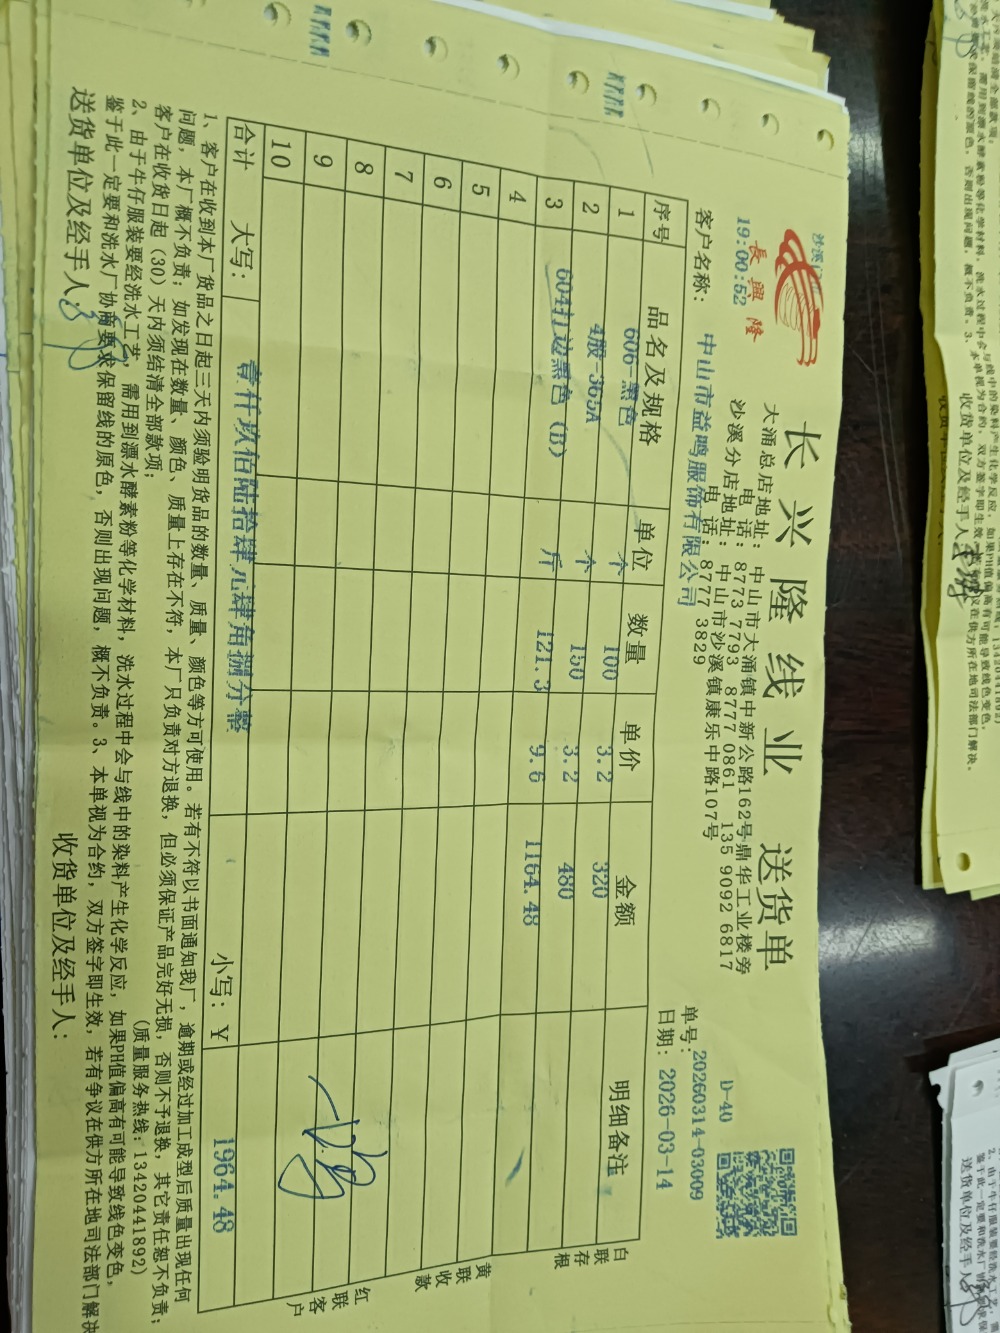 長興隆
19:00:52
长兴隆线业 送货单
大涌总店地址: 中山市大涌镇中新公路162号鼎华工业楼旁
电 话: 8773 7793 8777 0861 135 9092 6817
沙溪分店地址: 中山市沙溪镇康乐中路107号
电 话: 8777 3829
D-40
单号: 20260314-03009
客户名称: 中山市益鸣服饰有限公司
日期: 2026-03-14
序号 品名及规格 单位 数量 单价 金额 明细备注
1 606-黑色 个 100 3.2 320
2 4股-365A 个 150 3.2 480
3 604打边黑色 (D) 斤 121.3 9.6 1164.48
4
5
6
7
8
9
10
合计 大写: 壹仟玖佰陆拾肆元肆角捌分整 小写: ¥ 1964.48
白联存根
黄联收款
红联客户
1、客户在收到本厂货品之日起三天内须验明货品的数量、质量、颜色等方可使用。若有不符以书面通知我厂,逾期或经过加工成型后质量出现任何
问题,本厂概不负责;如发现在数量、颜色、质量上存在不符,本厂只负责对方退换,但必须保证产品完好无损,否则不予退换,其它责任恕不负责;
客户在收货日起(30)天内须结清全部款项; (质量服务热线: 13420441892)
2、由于牛仔服装要经洗水工艺,需用到漂水酵素粉等化学材料,洗水过程中会与线中的染料产生化学反应,如果PH值偏高有可能导致线色变色,
鉴于此一定要和洗水厂协商要求保留线的原色,否则出现问题,概不负责。3、本单视为合约,双方签字即生效,若有争议在供方所在地司法部门解决
送货单位及经手人: 收货单位及经手人: